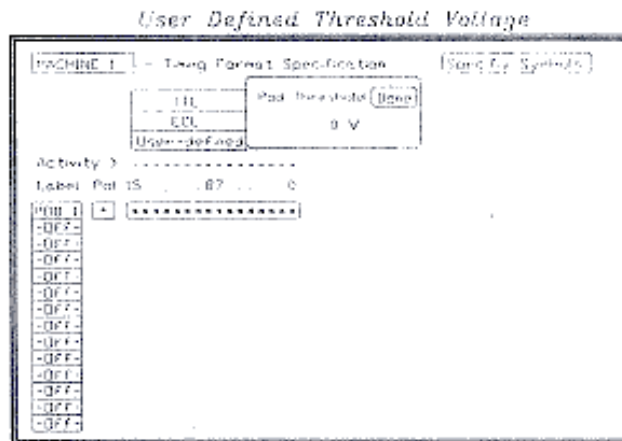 User Defined Threshold Voltage
MACHINE 1 - Timing Format Specification Specify Symbols
TTL
ECL
User-defined
Pod Threshold Done
0 V
Activity >
Label Pol 15 . . . 87 . . . 0
POD 1 + ****************
-Off-
-Off-
-Off-
-Off-
-Off-
-Off-
-Off-
-Off-
-Off-
-Off-
-Off-
-Off-
-Off-